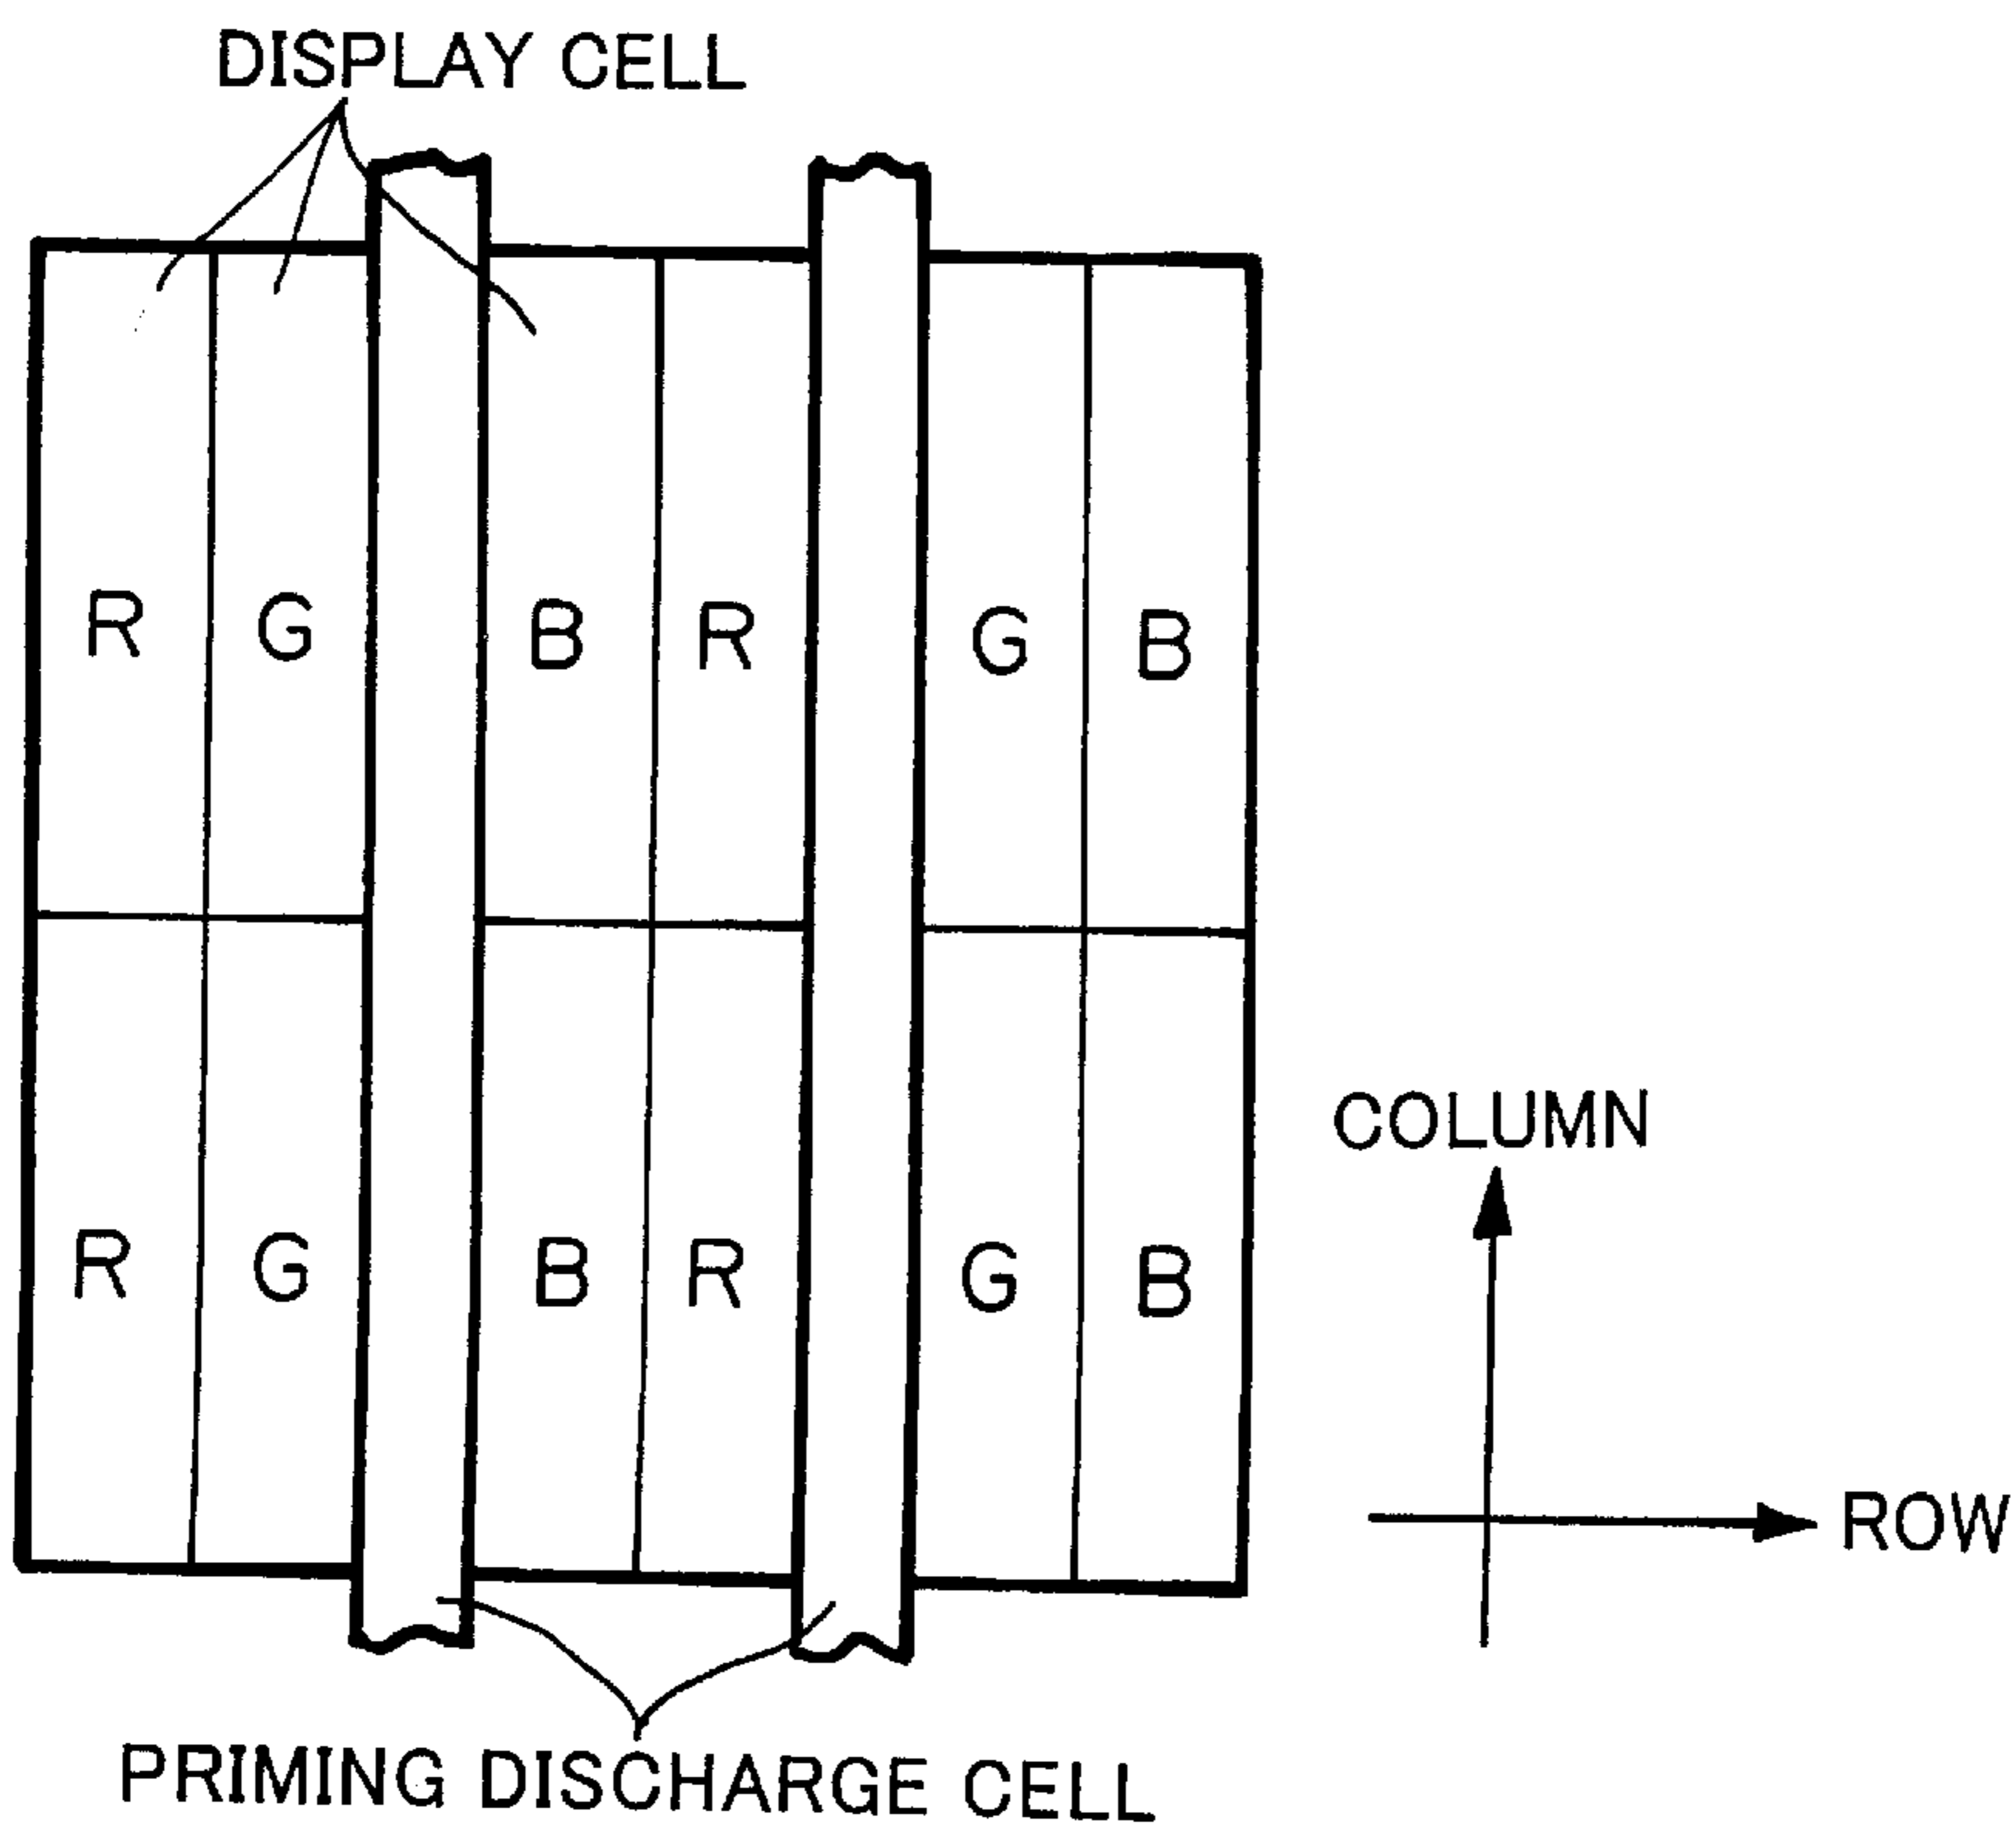 DISPLAY CELL
R G B R G B
COLUMN
R G B R G B
ROW
PRIMING DISCHARGE CELL